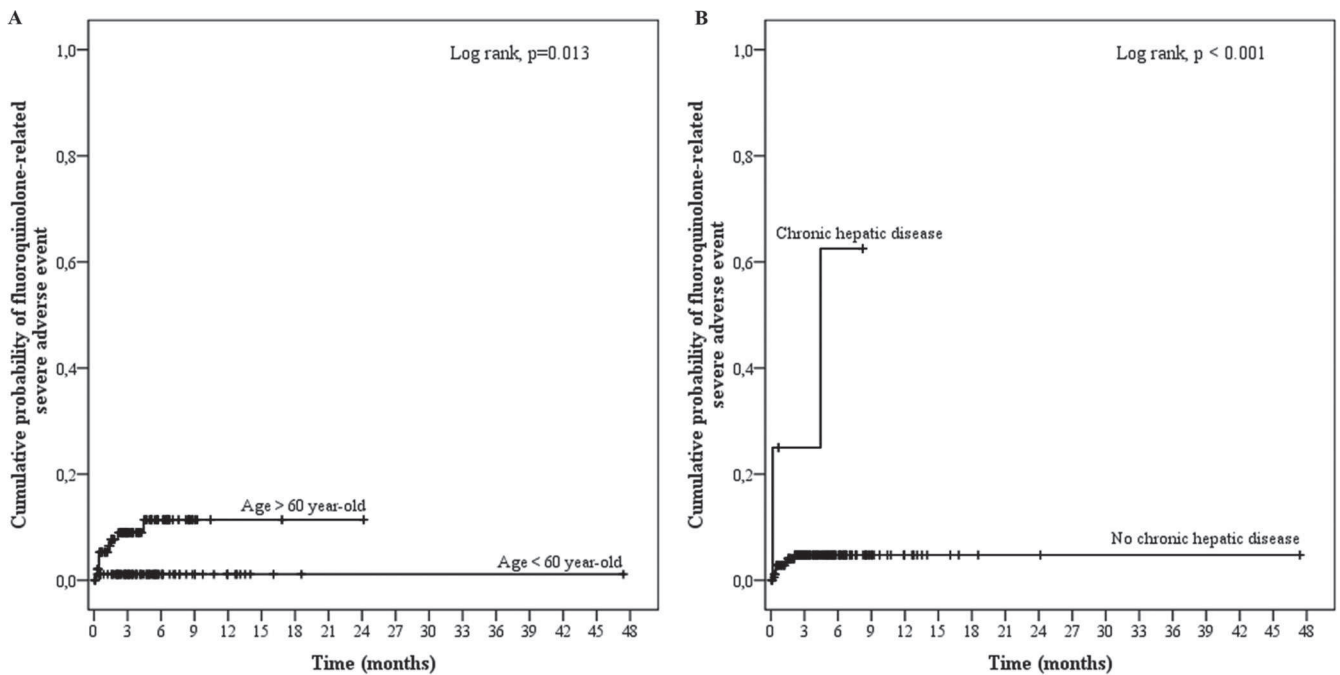 A
Log rank, p=0.013
Cumulative probability of fluoroquinolone-related
severe adverse event
1,0
0,8
0,6
0,4
0,2
0,0
Age > 60 year-old
Age < 60 year-old
0 3 6 9 12 15 18 21 24 27 30 33 36 39 42 45 48
Time (months)
B
Log rank, p < 0.001
Cumulative probability of fluoroquinolone-related
severe adverse event
1,0
0,8
0,6
0,4
0,2
0,0
Chronic hepatic disease
No chronic hepatic disease
0 3 6 9 12 15 18 21 24 27 30 33 36 39 42 45 48
Time (months)